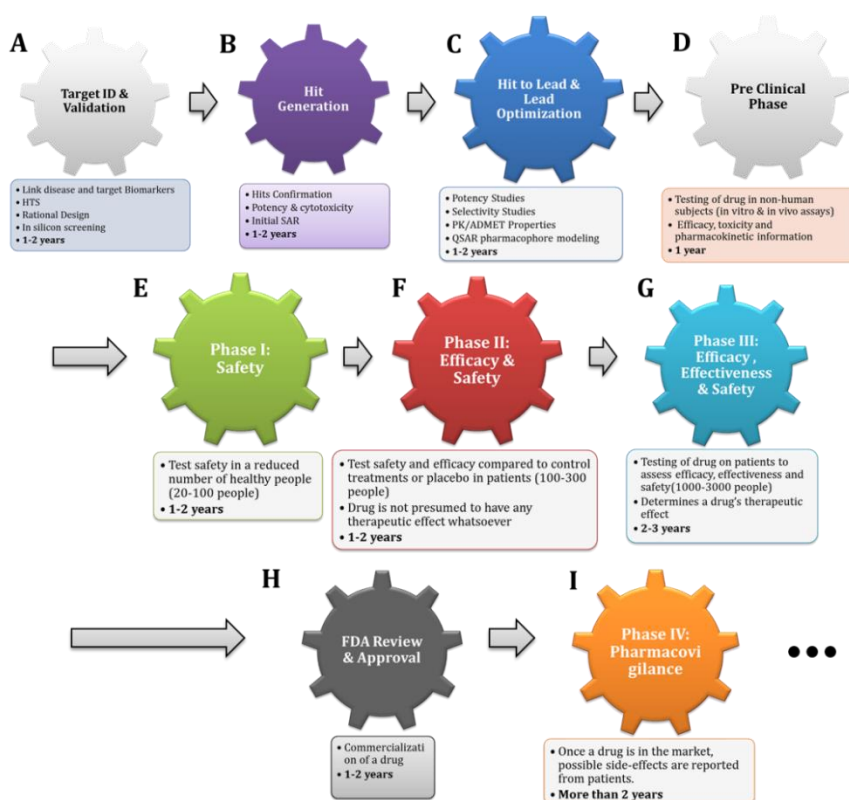 A
Target ID &
Validation
• Link disease and target Biomarkers
• HTS
• Rational Design
• In silicon screening
• 1-2 years
B
Hit
Generation
• Hits Confirmation
• Potency & cytotoxicity
• Initial SAR
• 1-2 years
C
Hit to Lead &
Lead
Optimization
• Potency Studies
• Selectivity Studies
• PK/ADMET Properties
• QSAR pharmacophore modeling
• 1-2 years
D
Pre Clinical
Phase
• Testing of drug in non-human
subjects (in vitro & in vivo assays)
• Efficacy, toxicity and
pharmacokinetic information
• 1 year
E
Phase I:
Safety
• Test safety in a reduced
number of healthy people
(20-100 people)
• 1-2 years
F
Phase II:
Efficacy &
Safety
• Test safety and efficacy compared to control
treatments or placebo in patients (100-300
people)
• Drug is not presumed to have any
therapeutic effect whatsoever
• 1-2 years
G
Phase III:
Efficacy ,
Effectiveness
& Safety
• Testing of drug on patients to
assess efficacy, effectiveness and
safety(1000-3000 people)
• Determines a drug's therapeutic
effect
• 2-3 years
H
FDA Review
& Approval
• Commercializati
on of a drug
• 1-2 years
I
Phase IV:
Pharmacovi
gilance
• Once a drug is in the market,
possible side-effects are reported
from patients.
• More than 2 years